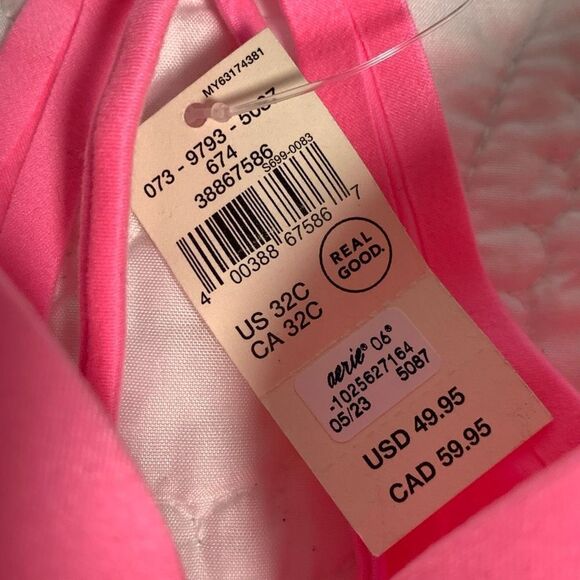 MY63174381
073 - 9793 - 5087
674
38867586
S699-0083
4 00388 67586 7
REAL
GOOD.
US 32C
CA 32C
aerie® 06®
-1025627164
05/23 5087
USD 49.95
CAD 59.95